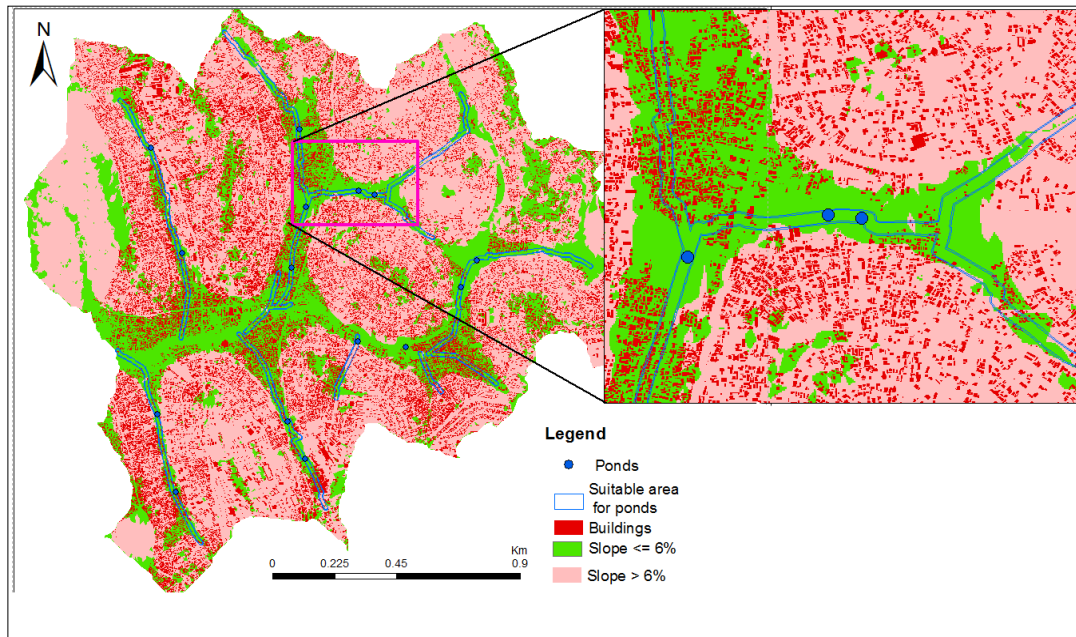 N
Legend
Ponds
Suitable area
for ponds
Buildings
Slope <= 6%
Slope > 6%
Km
0 0.225 0.45 0.9